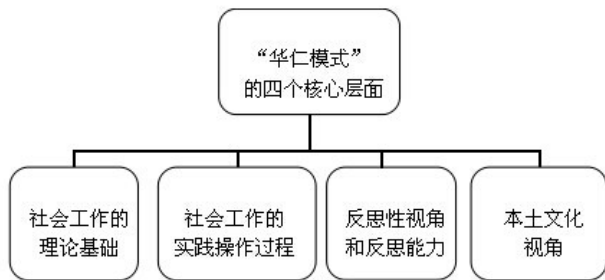 “华仁模式”
的四个核心层面
社会工作的
理论基础
社会工作的
实践操作过程
反思性视角
和反思能力
本土文化
视角